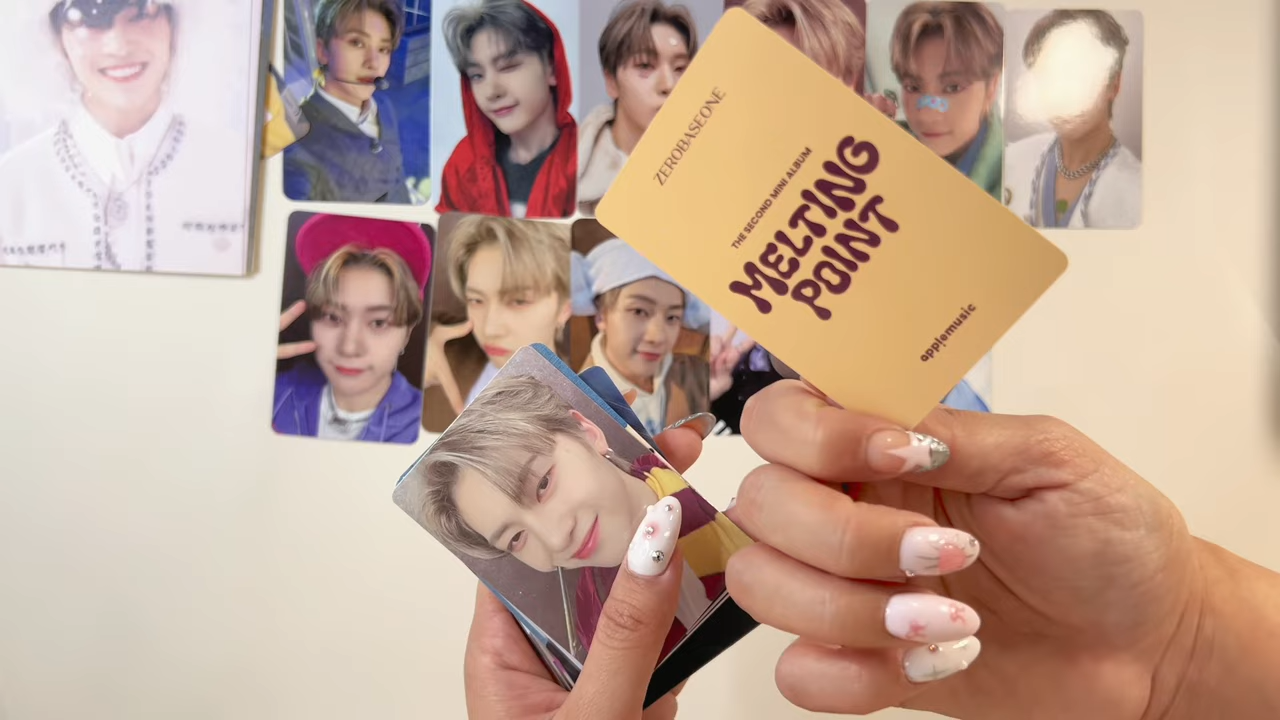 ZEROBASEONE
THE SECOND MINI ALBUM
MELTING
POINT
applemusic